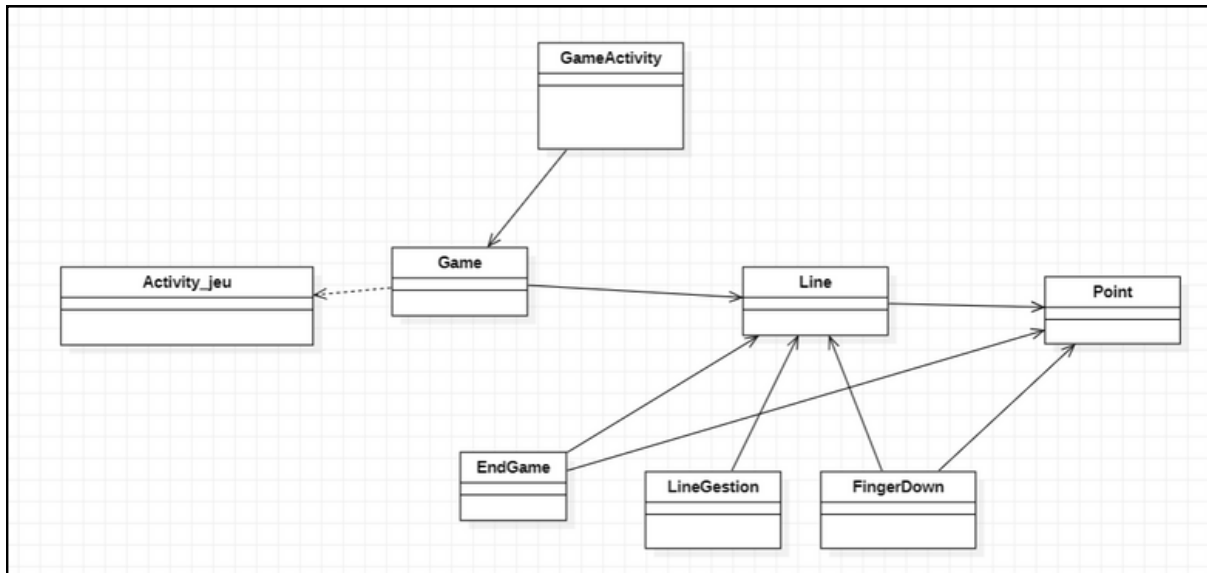 GameActivity
Game
Activity_jeu
Line
Point
EndGame
LineGestion
FingerDown